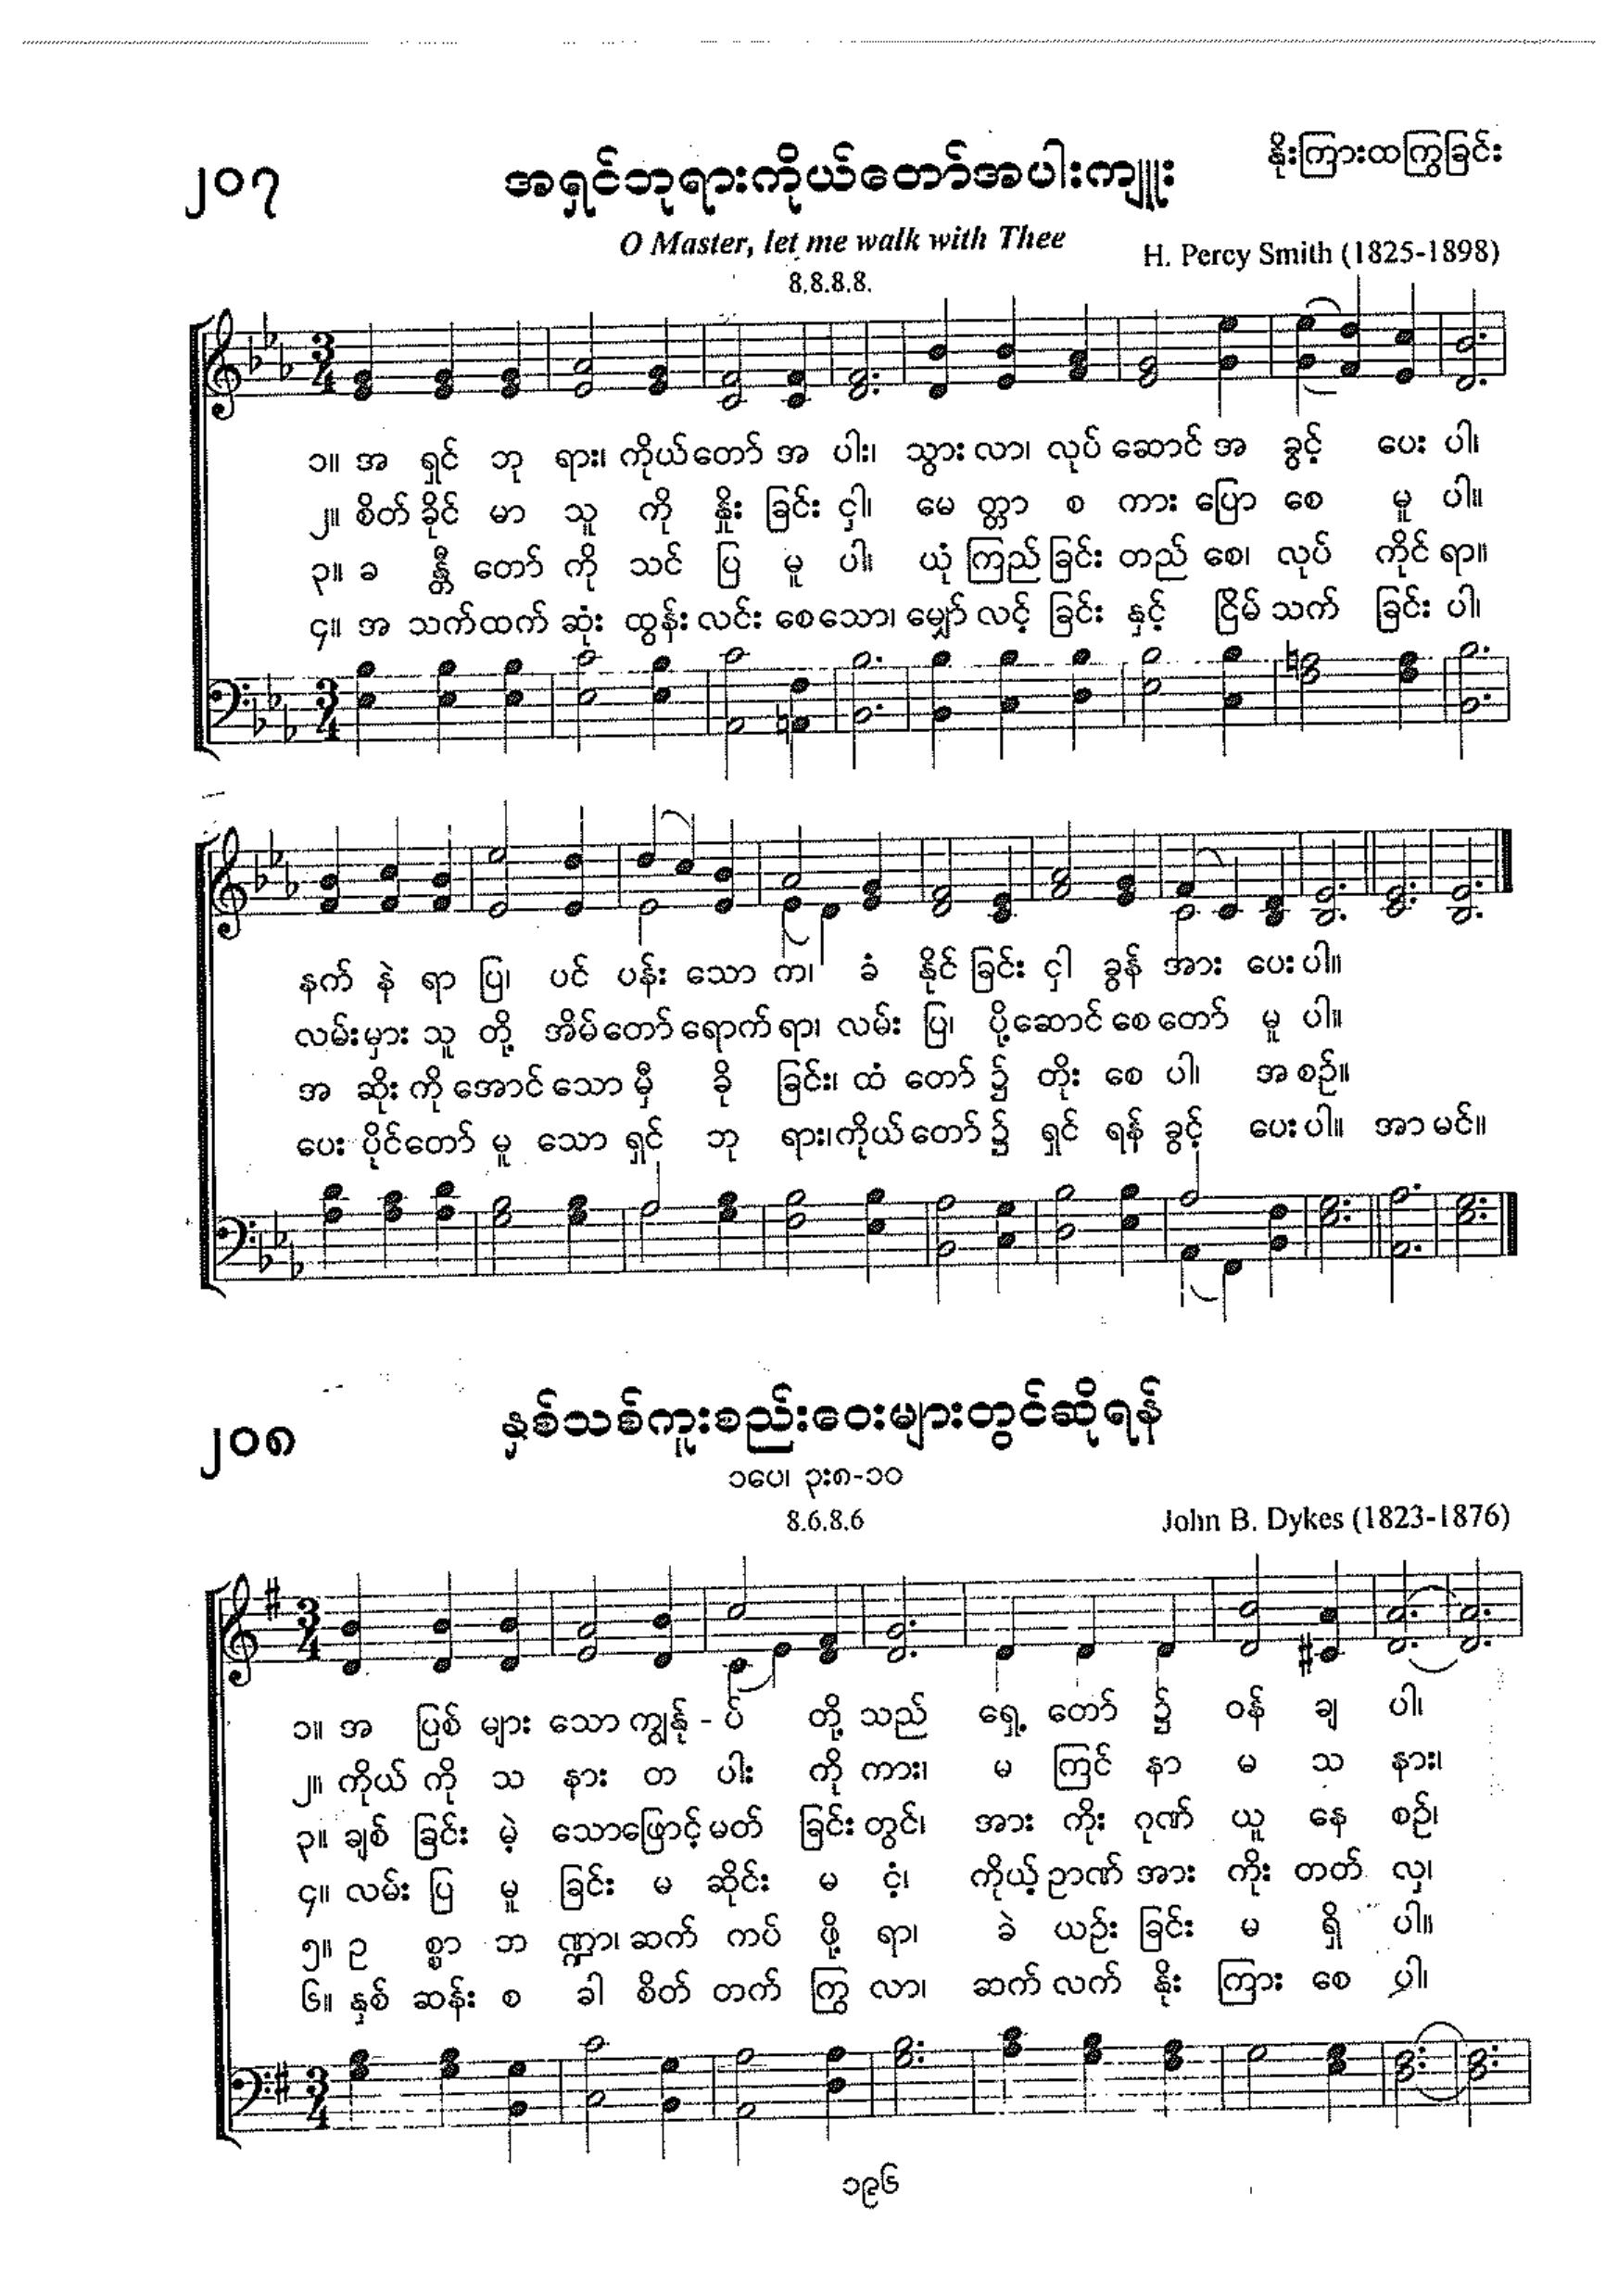 နိုးကြားထကြွခြင်း
၂၀၇ အရှင်ဘုရားကိုယ်တော်အပါးကျူး
O Master, let me walk with Thee
H. Percy Smith (1825-1898)
8.8.8.8.
၁။ အ ရှင် ဘု ရား၊ ကိုယ်တော် အ ပါး၊ သွား လာ၊ လုပ် ဆောင် အ ခွင့် ပေး ပါ၊
၂။ စိတ် ခိုင် မာ သူ ကို နှိုး ခြင်း ငှါ၊ မေ တ္တာ စ ကား ပြော စေ မူ ပါ။
၃။ ခ န္တီ တော် ကို သင် ပြ မူ ပါ၊ ယုံ ကြည် ခြင်း တည် စေ၊ လုပ် ကိုင် ရာ။
၄။ အ သက်ထက် ဆုံး ထွန်း လင်း စေသော၊ မျှော် လင့် ခြင်း နှင့် ငြိမ် သက် ခြင်း ပါ၊
နက် နဲ ရာ ပြ၊ ပင် ပန်း သော က၊ ခံ နိုင် ခြင်း ငှါ ခွန် အား ပေး ပါ။
လမ်း မှား သူ တို့ အိမ်တော် ရောက် ရာ၊ လမ်း ပြ၊ ပို့ဆောင် စေ တော် မူ ပါ။
အ ဆိုး ကို အောင် သော မှီ ခို ခြင်း၊ ထံ တော် ၌ တိုး စေ ပါ၊ အ စဉ်။
ပေး ပိုင်တော် မူ သော ရှင် ဘု ရား၊ကိုယ် တော် ၌ ရှင် ရန် ခွင့် ပေး ပါ။ အာ မင်။
၂၀၈ နှစ်သစ်ကူးစည်းဝေးများတွင်ဆိုရန်
၁ပေ၊ ၃း၈-၁၀
8.6.8.6 John B. Dykes (1823-1876)
၁။ အ ပြစ် များ သော ကျွန်ု - ပ် တို့ သည် ရှေ့ တော် ၌ ဝန် ချ ပါ၊
၂။ ကိုယ် ကို သ နား တ ပါး ကို ကား၊ မ ကြင် နာ မ သ နား၊
၃။ ချစ် ခြင်း မဲ့ သောဖြောင့် မတ် ခြင်း တွင်၊ အား ကိုး ဂုဏ် ယူ နေ စဉ်၊
၄။ လမ်း ပြ မူ ခြင်း မ ဆိုင်း မ ငံ့၊ ကိုယ့် ဉာဏ် အား ကိုး တတ် လှ၊
၅။ ဥ စ္စာ ဘ ဏ္ဍာ၊ ဆက် ကပ် ဖို့ ရာ၊ ခဲ ယဉ်း ခြင်း မ ရှိ ပါ။
၆။ နှစ် ဆန်း စ ခါ စိတ် တက် ကြွ လာ၊ ဆက် လက် နိုး ကြား စေ ပါ၊
၁၉၆